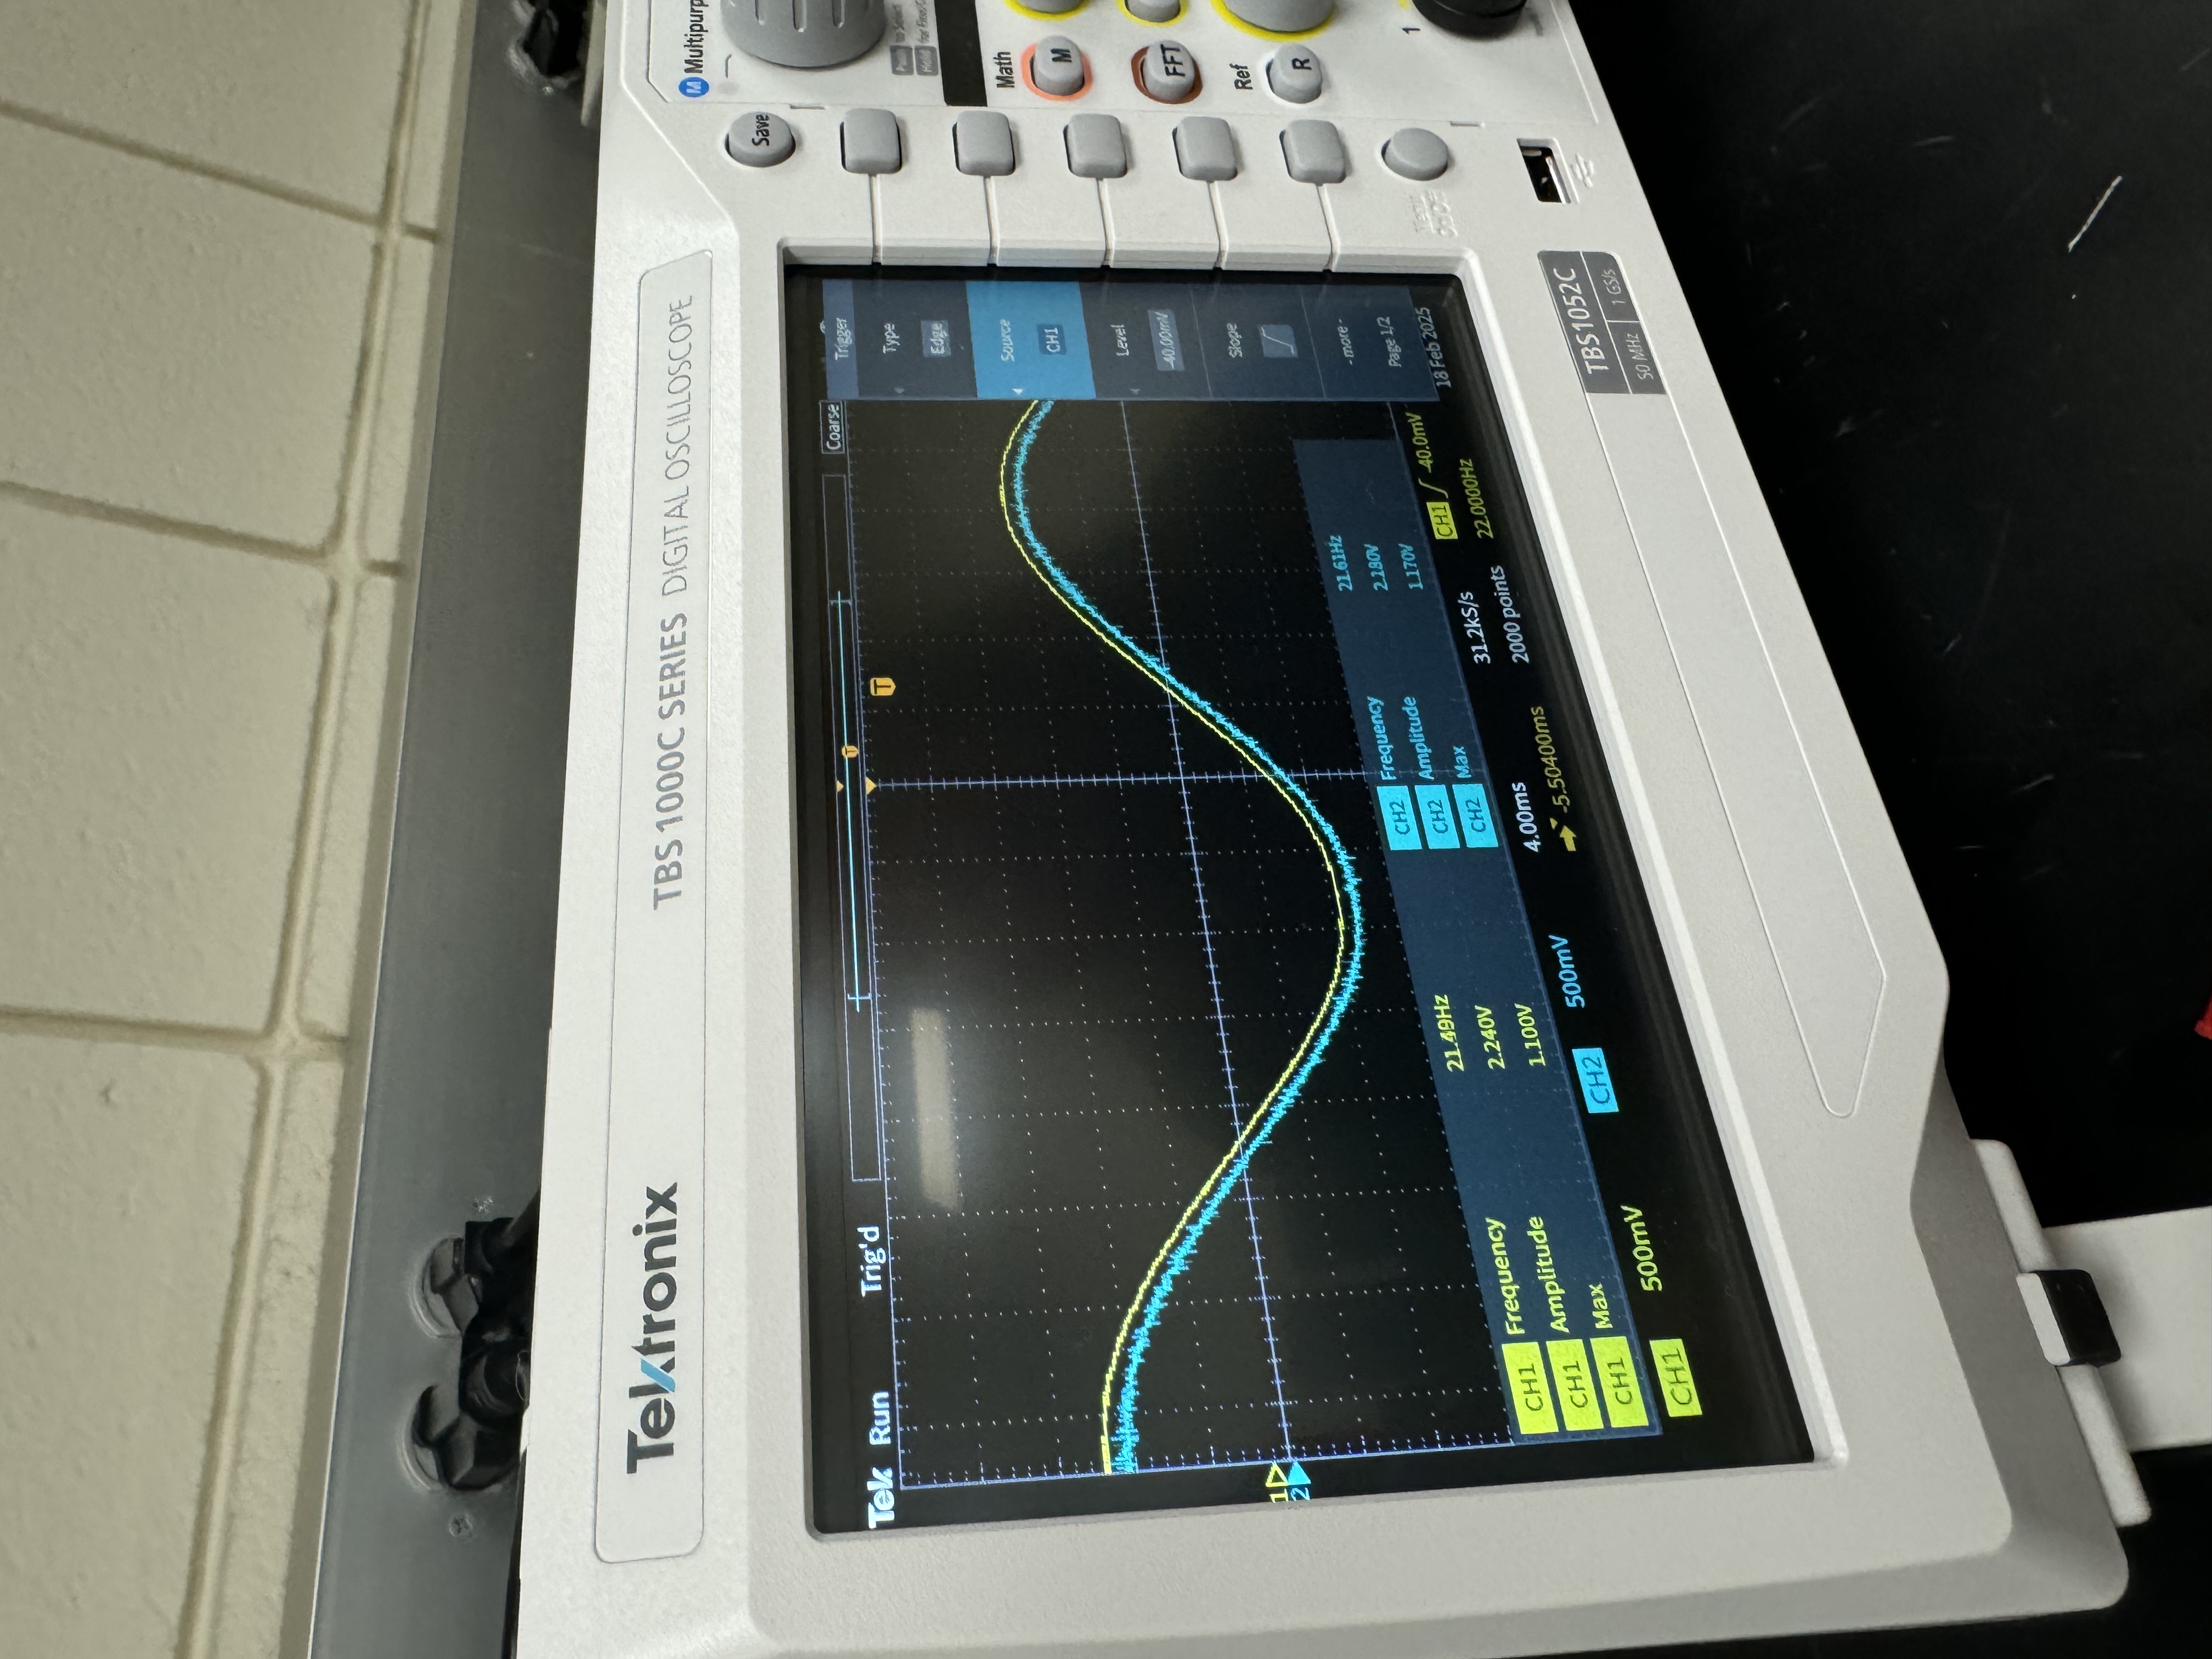 Tektronix
TBS 1000C SERIES DIGITAL OSCILLOSCOPE
M Multipurp
Save
Tek Run Trig'd
Coarse
T
T
Trigger
Type
Edge
Source
CH1
Level
-40.00mV
Slope
- more -
Page 1/2
18 Feb 2025
Math
M
FFT
Ref
R
1
1
2
CH1 Frequency 21.49Hz
CH1 Amplitude 2.240V
CH1 Max 1.100V
CH2 Frequency 21.61Hz
CH2 Amplitude 2.180V
CH2 Max 1.170V
CH1 500mV
CH2 500mV
4.00ms
-5.50400ms
31.2kS/s
2000 points
CH1 -40.0mV
22.0000Hz
TBS1052C
50 MHz 1 GS/s